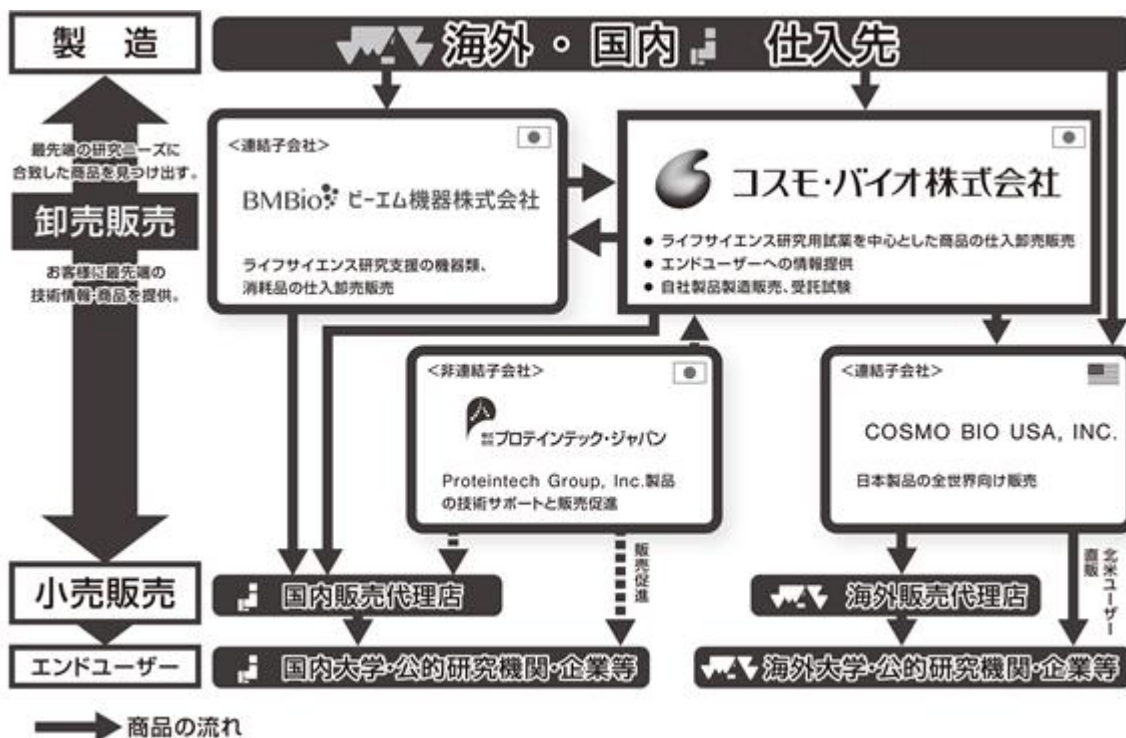 製 造
海外・国内 仕入先
最先端の研究ニーズに
合致した商品を見つけ出す。
卸売販売
お客様に最先端の
技術情報・商品を提供。
<連結子会社>
BMBio ビーエム機器株式会社
ライフサイエンス研究支援の機器類、
消耗品の仕入卸売販売
コスモ・バイオ株式会社
● ライフサイエンス研究用試薬を中心とした商品の仕入卸売販売
● エンドユーザーへの情報提供
● 自社製品製造販売、受託試験
<非連結子会社>
株式会社プロテインテック・ジャパン
Proteintech Group, Inc.製品
の技術サポートと販売促進
<連結子会社>
COSMO BIO USA, INC.
日本製品の全世界向け販売
販売促進
北米ユーザー
直販
小売販売
国内販売代理店
海外販売代理店
エンドユーザー
国内大学・公的研究機関・企業等
海外大学・公的研究機関・企業等
商品の流れ